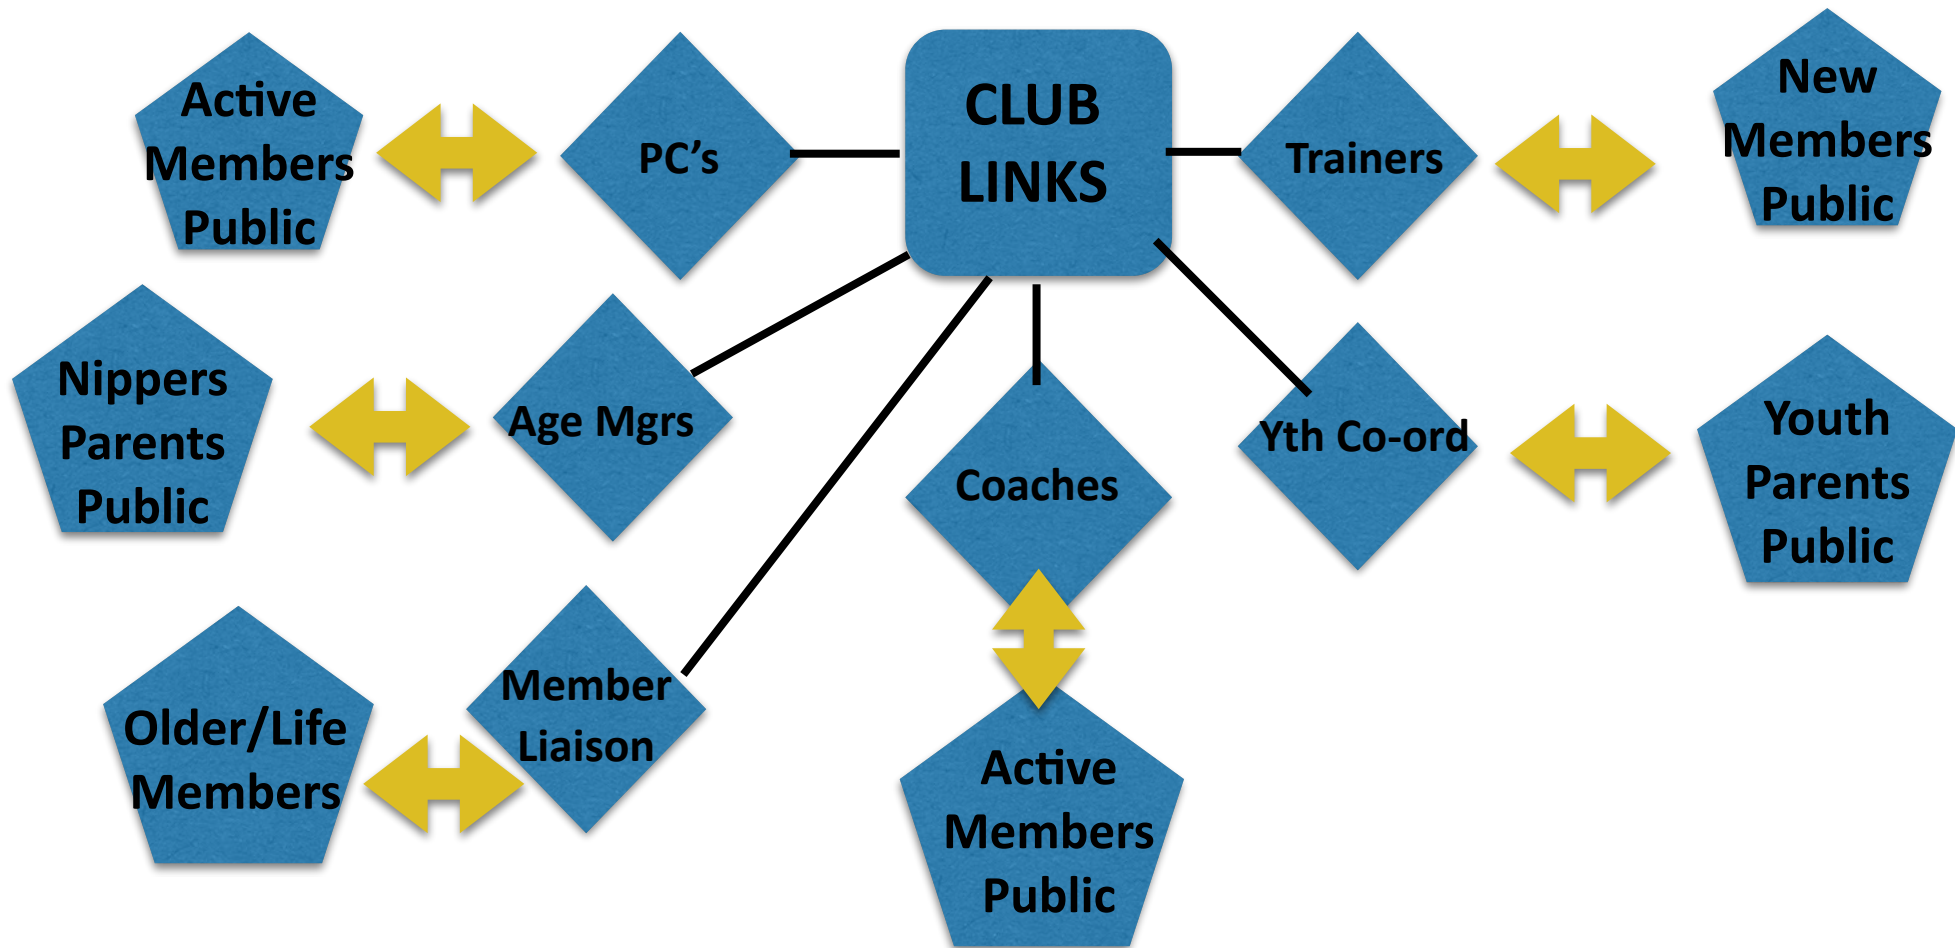 CLUB
LINKS
Active
Members
Public
PC’s
Trainers
New
Members
Public
Nippers
Parents
Public
Age Mgrs
Coaches
Yth Co-ord
Youth
Parents
Public
Older/Life
Members
Member
Liaison
Active
Members
Public